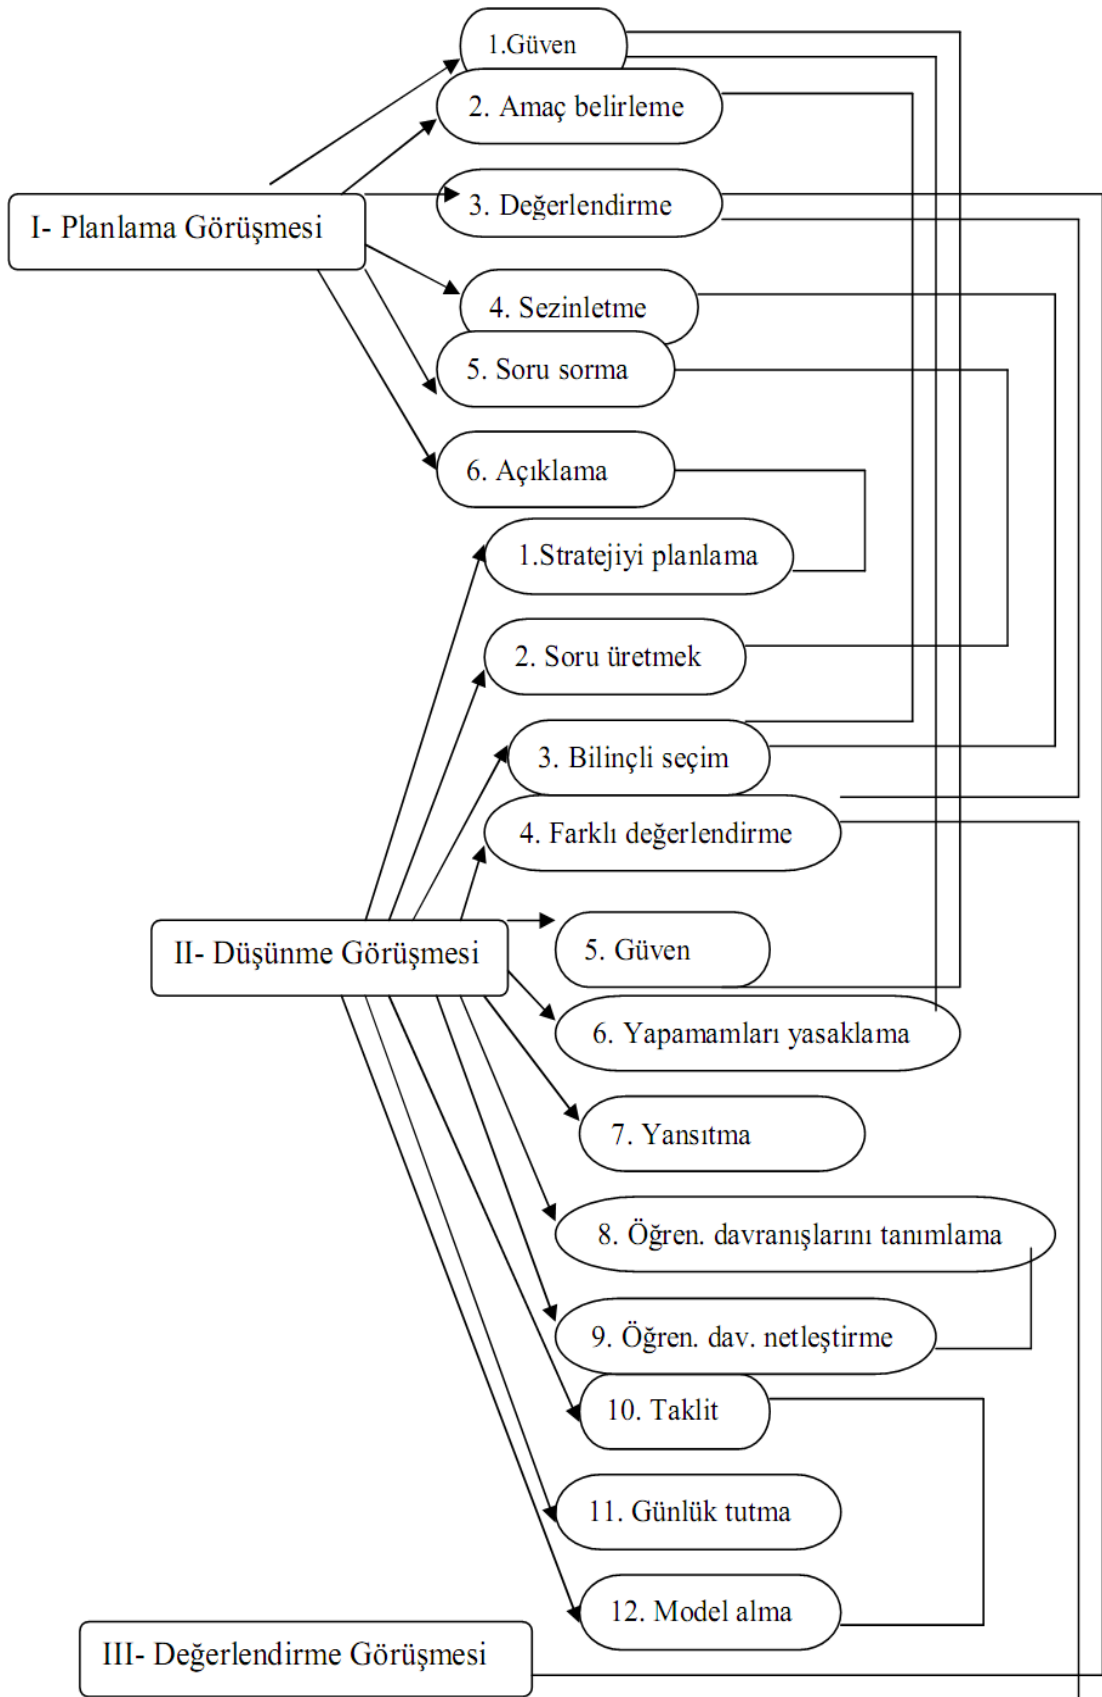 1.Güven
2. Amaç belirleme
3. Değerlendirme
I- Planlama Görüşmesi
4. Sezinletme
5. Soru sorma
6. Açıklama
1.Stratejiyi planlama
2. Soru üretmek
3. Bilinçli seçim
4. Farklı değerlendirme
II- Düşünme Görüşmesi
5. Güven
6. Yapamamları yasaklama
7. Yansıtma
8. Öğren. davranışlarını tanımlama
9. Öğren. dav. netleştirme
10. Taklit
11. Günlük tutma
12. Model alma
III- Değerlendirme Görüşmesi